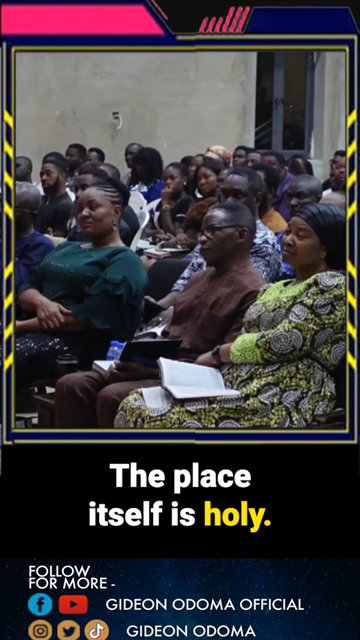 The place
itself is holy.
FOLLOW
FOR MORE -
GIDEON ODOMA OFFICIAL
GIDEON ODOMA